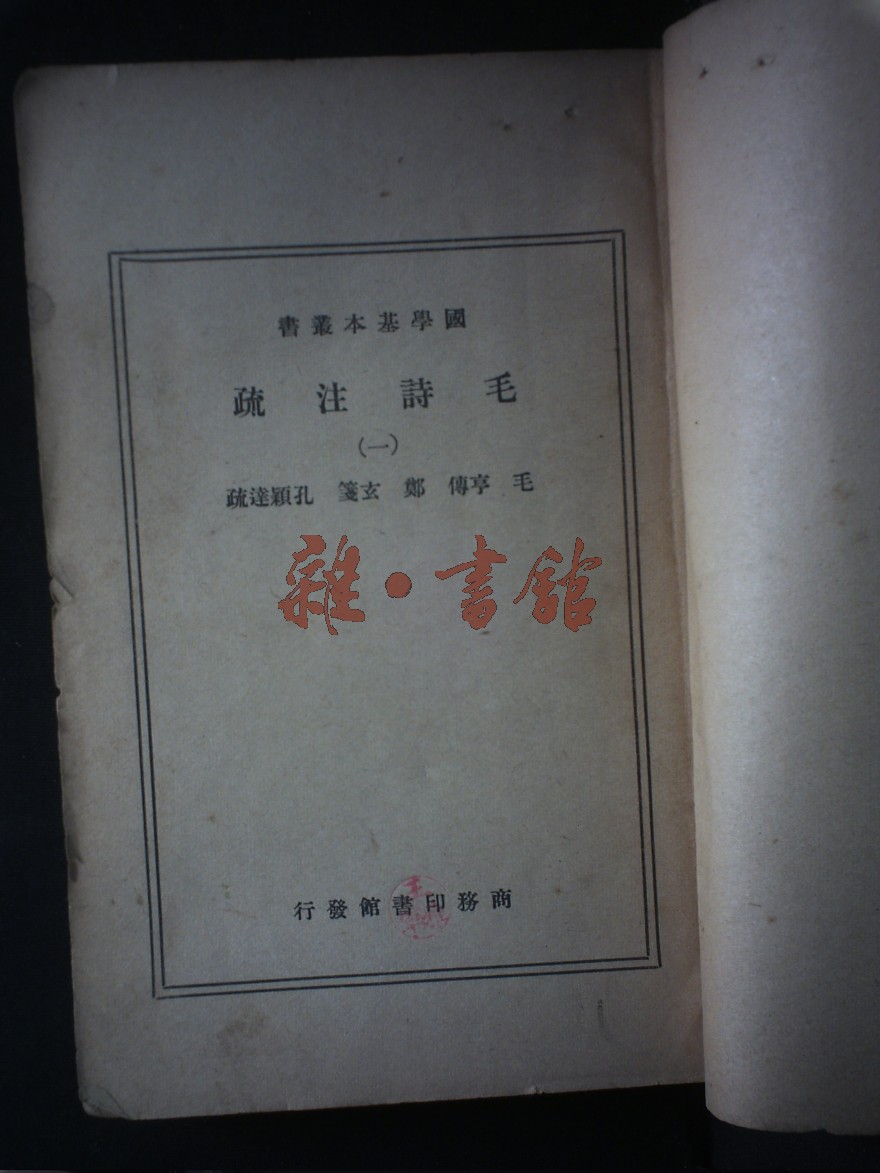 國學基本叢書
毛詩注疏
（一）
毛亨傳 鄭玄箋 孔穎達疏
雜·書館
商務印書館發行